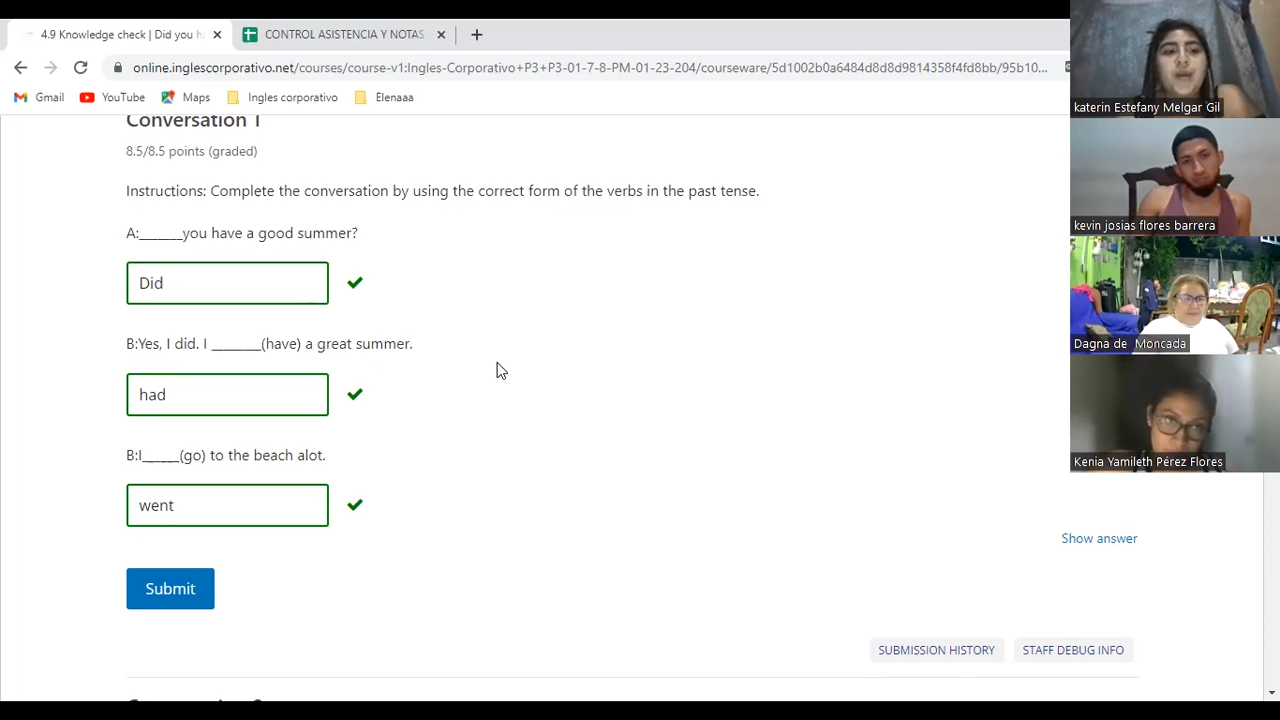 4.9 Knowledge check | Did you h
CONTROL ASISTENCIA Y NOTAS
online.inglescorporativo.net/courses/course-v1:Ingles-Corporativo+P3+P3-01-7-8-PM-01-23-204/courseware/5d1002b0a6484d8d8d9814358f4fd8bb/95b10...
Gmail
YouTube
Maps
Ingles corporativo
Elenaaa
Conversation 1
8.5/8.5 points (graded)
Instructions: Complete the conversation by using the correct form of the verbs in the past tense.
A:_______you have a good summer?
Did
B:Yes, I did. I ________(have) a great summer.
had
B:I______(go) to the beach alot.
went
Show answer
Submit
SUBMISSION HISTORY
STAFF DEBUG INFO
katerin Estefany Melgar Gil
kevin josias flores barrera
Dagna de Moncada
Kenia Yamileth Pérez Flores